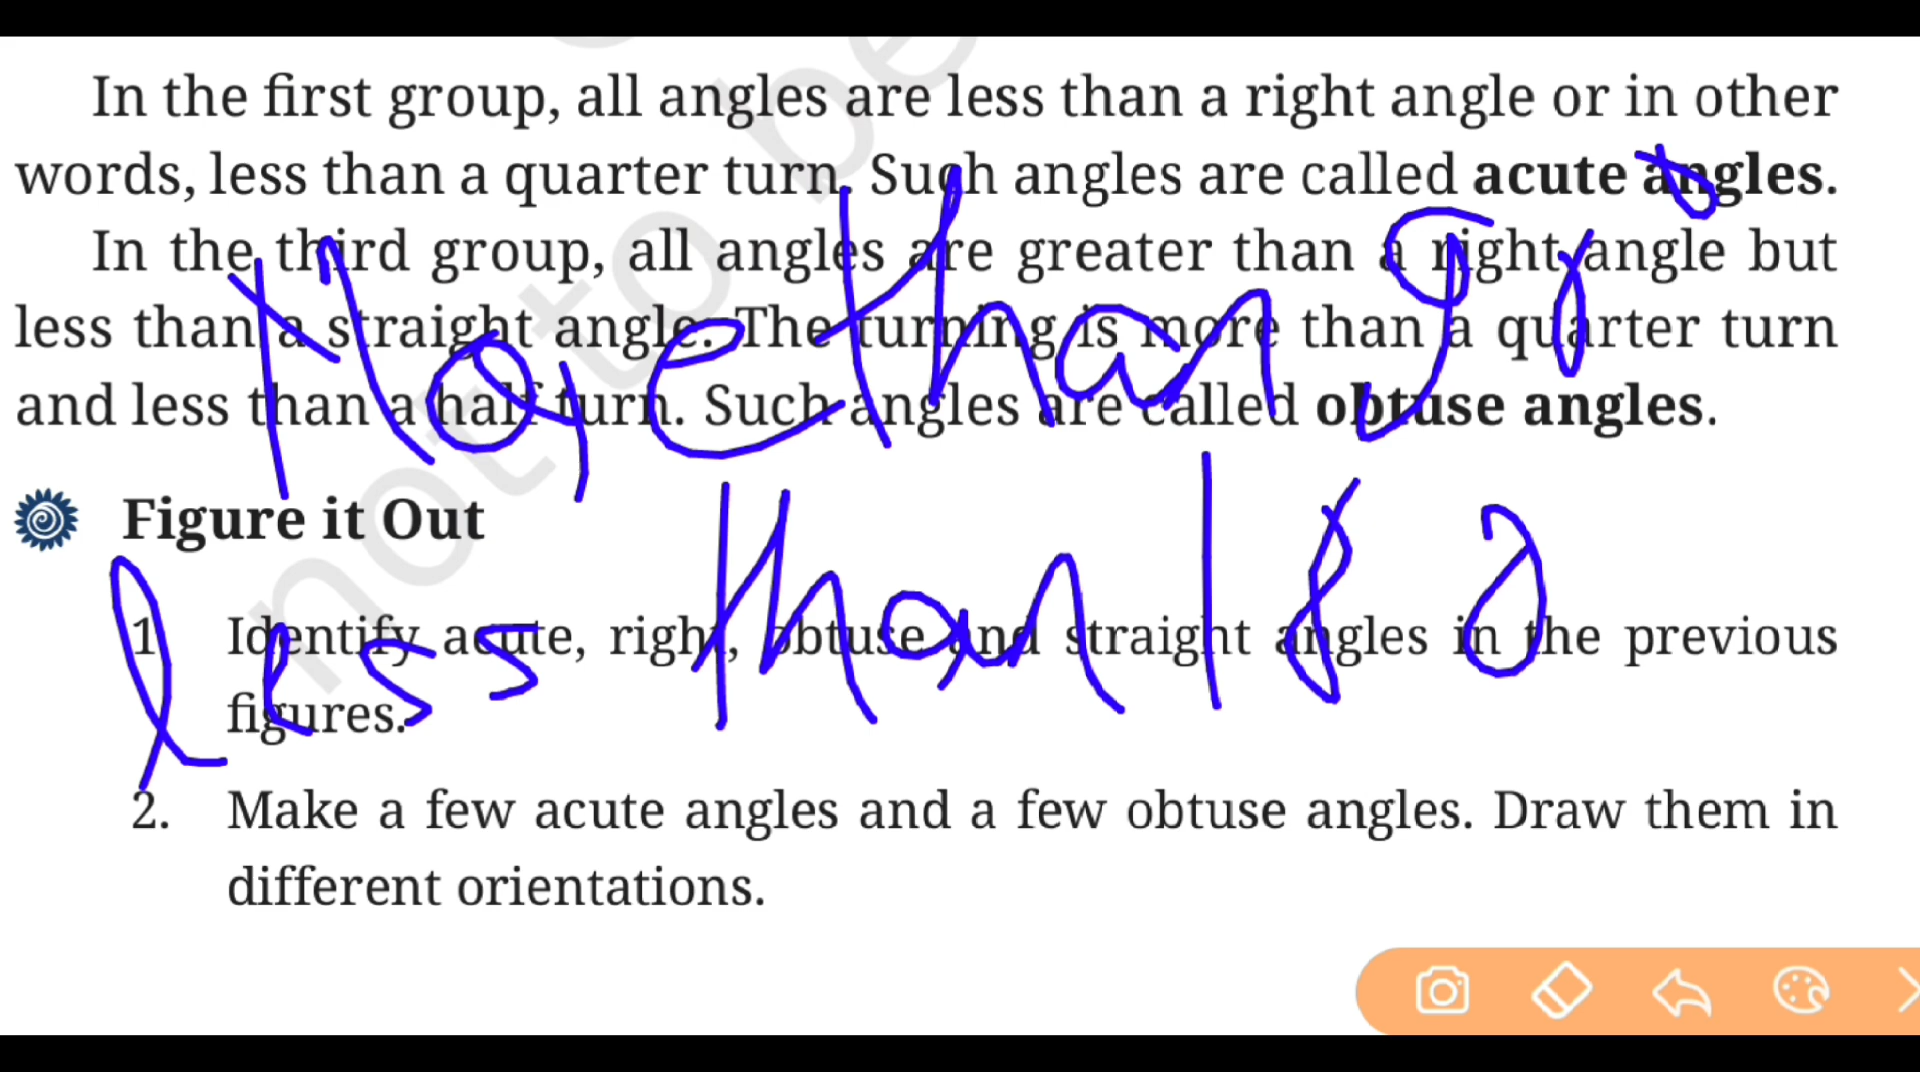 In the first group, all angles are less than a right angle or in other
words, less than a quarter turn. Such angles are called acute angles.
In the third group, all angles are greater than a right angle but
less than a straight angle. The turning is more than a quarter turn
and less than a half turn. Such angles are called obtuse angles.
More than 90°
Figure it Out
less than 180
1. Identify acute, right, obtuse and straight angles in the previous
figures.
2. Make a few acute angles and a few obtuse angles. Draw them in
different orientations.
not to be